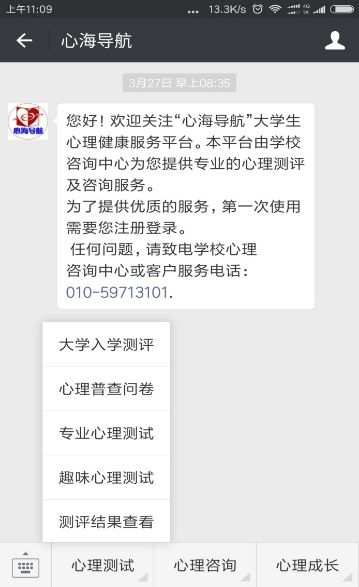 上午11:09
... 13.3K/s
心海导航
3月27日 早上08:35
心海导航
您好！欢迎关注“心海导航”大学生
心理健康服务平台。本平台由学校
咨询中心为您提供专业的心理测评
及咨询服务。
为了提供优质的服务，第一次使用
需要您注册登录。
任何问题，请致电学校心理
咨询中心或客户服务电话：
010-59713101.
大学入学测评
心理普查问卷
专业心理测试
趣味心理测试
测评结果查看
心理测试
心理咨询
心理成长